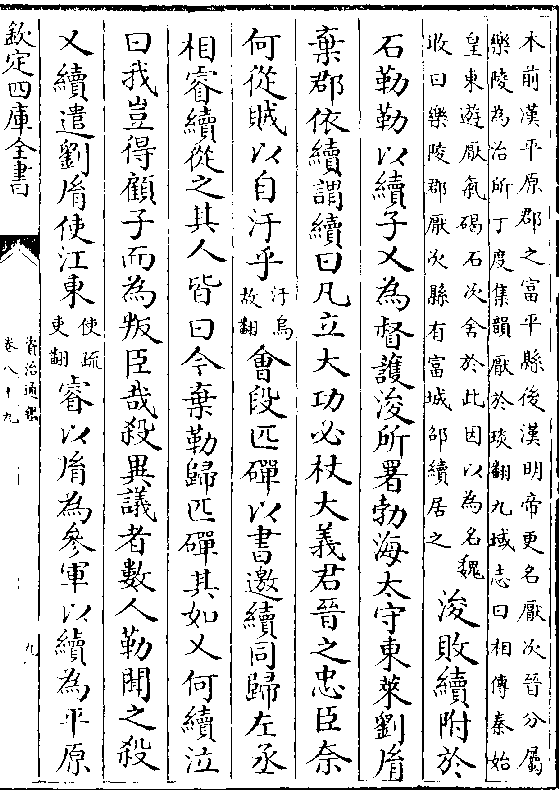 木前漢平原郡之富平縣後漢明帝更名厭次晉分屬
樂陵為治所丁度集韻厭於琰翻九域志曰相傳秦始
皇東遊厭氣碣石次舍於此因以為名魏
收曰樂陵郡厭次縣有富城邵續居之
浚敗續附於
石勒勒以續子乂為督護浚所署勃海太守東萊劉𦙍
棄郡依續謂續曰凡立大功必杖大義君晉之忠臣奈
何從賊以自汙乎
汙烏
故翻
會段匹磾以書邀續同歸左丞
相睿續從之其人皆曰今棄勒歸匹磾其如乂何續泣
曰我豈得顧子而為叛臣哉殺異議者數人勒聞之殺
乂續遣劉𦙍使江東
使疏
吏翻
睿以𦙍為參軍以續為平原
欽定四庫全書
資治通鑑
卷八十九
九